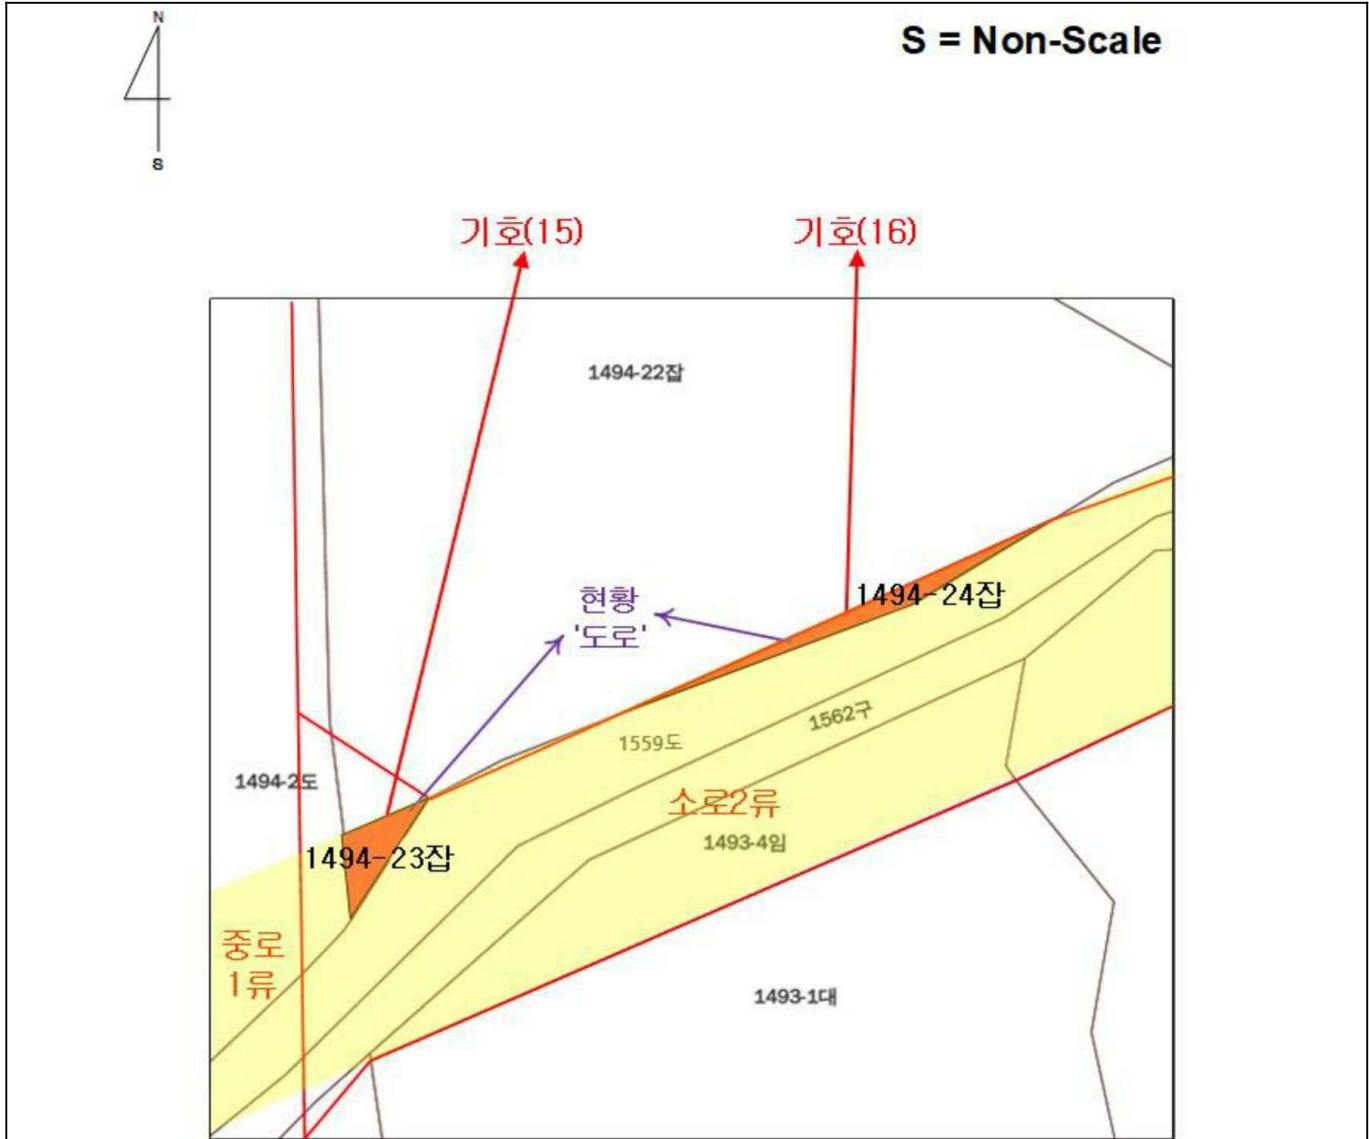 N
S = Non-Scale
S
기호(15)
기호(16)
1494-22잡
현황
'도로'
1494-24잡
1562구
1559도
1494-2도
소로2류
1493-4임
1494-23잡
중로
1류
1493-1대